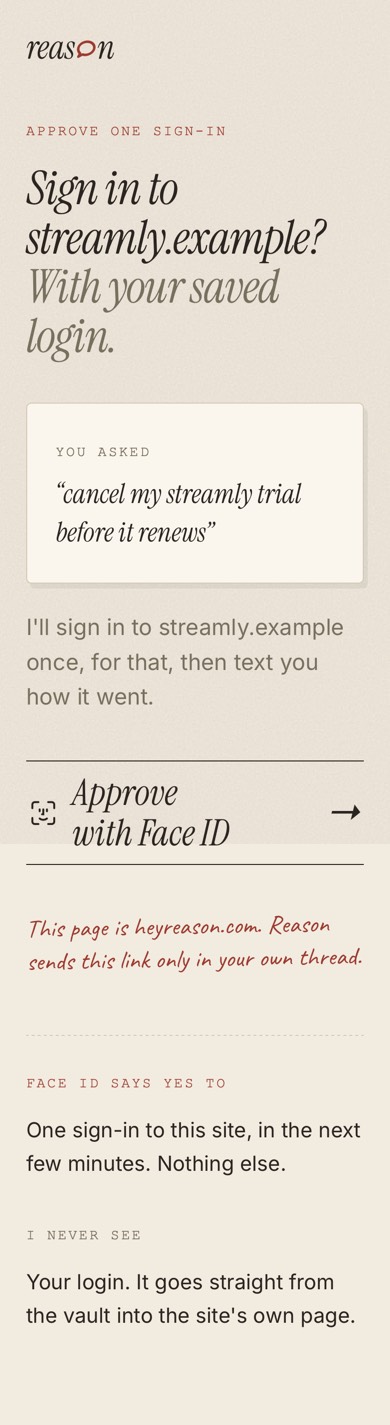 reason
APPROVE ONE SIGN-IN
Sign in to
streamly.example?
With your saved
login.
YOU ASKED
“cancel my streamly trial
before it renews”
I'll sign in to streamly.example
once, for that, then text you
how it went.
Approve
with Face ID
This page is heyreason.com. Reason
sends this link only in your own thread.
FACE ID SAYS YES TO
One sign-in to this site, in the next
few minutes. Nothing else.
I NEVER SEE
Your login. It goes straight from
the vault into the site's own page.